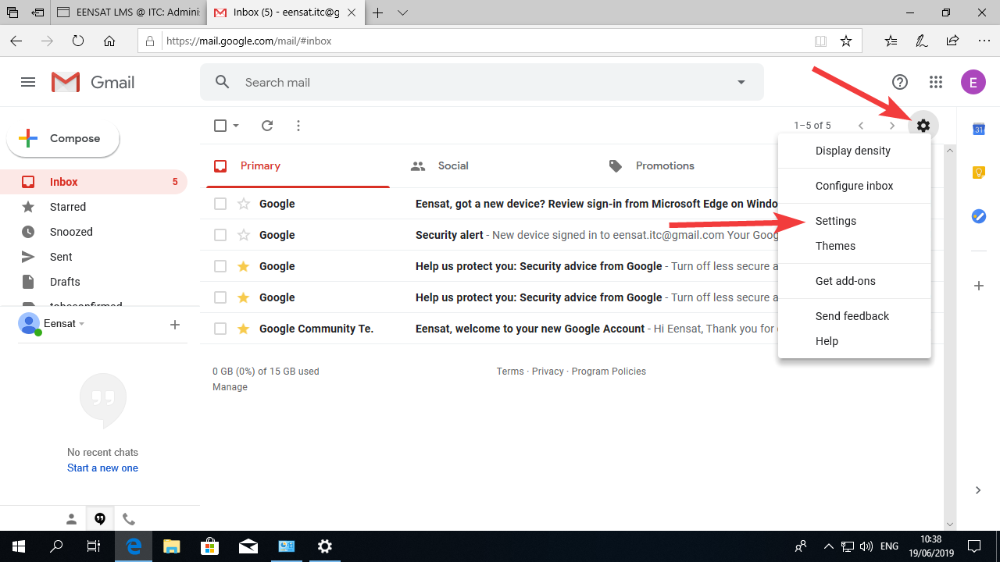 EENSAT LMS @ ITC: Adminis
Inbox (5) - eensat.itc@g
https://mail.google.com/mail/#inbox
Gmail
Search mail
E
Compose
1–5 of 5
31
Display density
Primary
Social
Promotions
Inbox
5
Configure inbox
Starred
Google
Eensat, got a new device? Review sign-in from Microsoft Edge on Windo
Settings
Snoozed
Google
Security alert - New device signed in to eensat.itc@gmail.com Your Goog
Themes
Sent
Google
Help us protect you: Security advice from Google - Turn off less secure a
Get add-ons
Drafts
Google
Help us protect you: Security advice from Google - Turn off less secure a
Send feedback
Eensat
Google Community Te.
Eensat, welcome to your new Google Account - Hi Eensat, Thank you for
Help
0 GB (0%) of 15 GB used
Manage
Terms · Privacy · Program Policies
No recent chats
Start a new one
ENG
10:38
19/06/2019